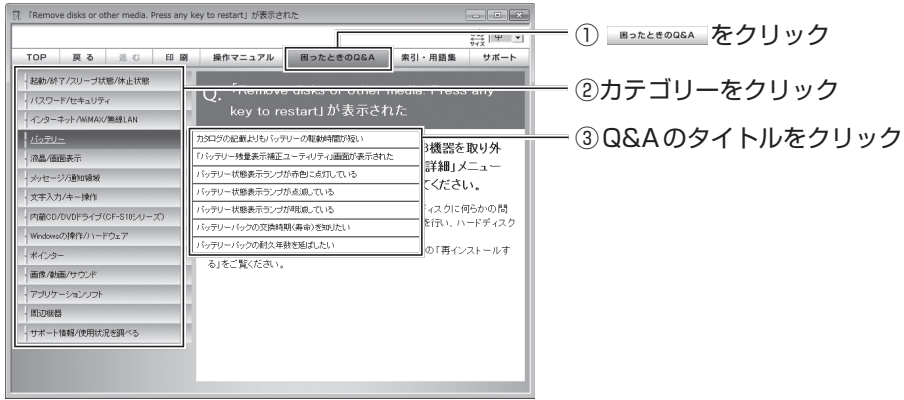 「Remove disks or other media. Press any key to restart」が表示された
サイズ 中
TOP 戻る 進む 印刷 操作マニュアル 困ったときのQ&A 索引・用語集 サポート
起動/終了/スリープ状態/休止状態
パスワード/セキュリティ
インターネット/WiMAX/無線LAN
バッテリー
液晶/画面表示
メッセージ/通知領域
文字入力/キー操作
内蔵CD/DVDドライブ(CF-S10シリーズ)
Windowsの操作/ハードウェア
ポインター
画像/動画/サウンド
アプリケーションソフト
周辺機器
サポート情報/使用状況を調べる
Q. 「Remove disks or other media. Press any
key to restart」が表示された
カタログの記載よりもバッテリーの駆動時間が短い
「バッテリー残量表示補正ユーティリティ」画面が表示された
バッテリー状態表示ランプが赤色に点灯している
バッテリー状態表示ランプが点滅している
バッテリー状態表示ランプが明滅している
バッテリーパックの交換時期(寿命)を知りたい
バッテリーパックの耐久年数を延ばしたい
機器を取り外
詳細」メニュー
ください。
ィスクに何らかの問
を行い、ハードディスク
の「再インストールす
る」をご覧ください。
① 困ったときのQ&A をクリック
②カテゴリーをクリック
③Q&Aのタイトルをクリック